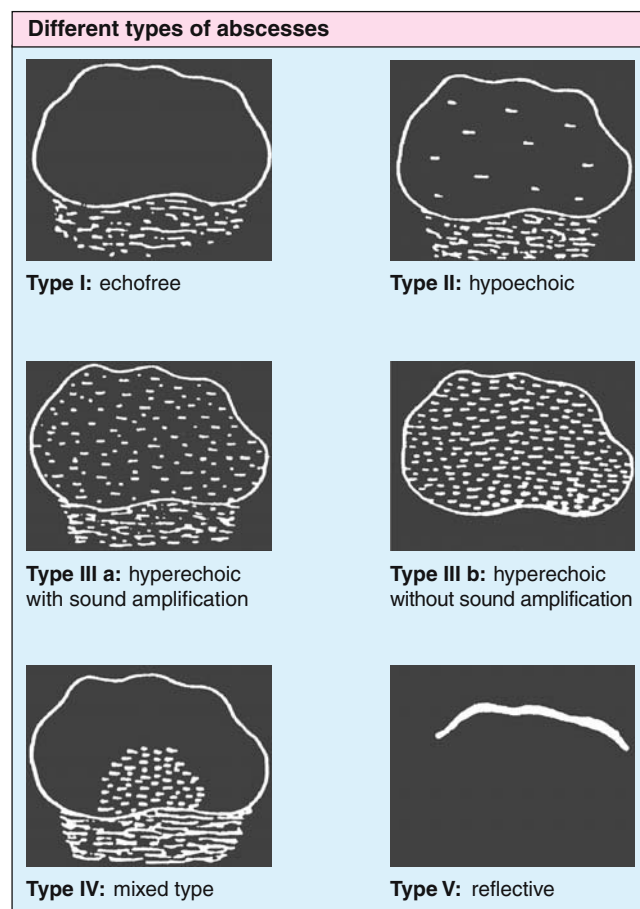 Different types of abscesses
Type I: echofree
Type II: hypoechoic
Type III a: hyperechoic
with sound amplification
Type III b: hyperechoic
without sound amplification
Type IV: mixed type
Type V: reflective